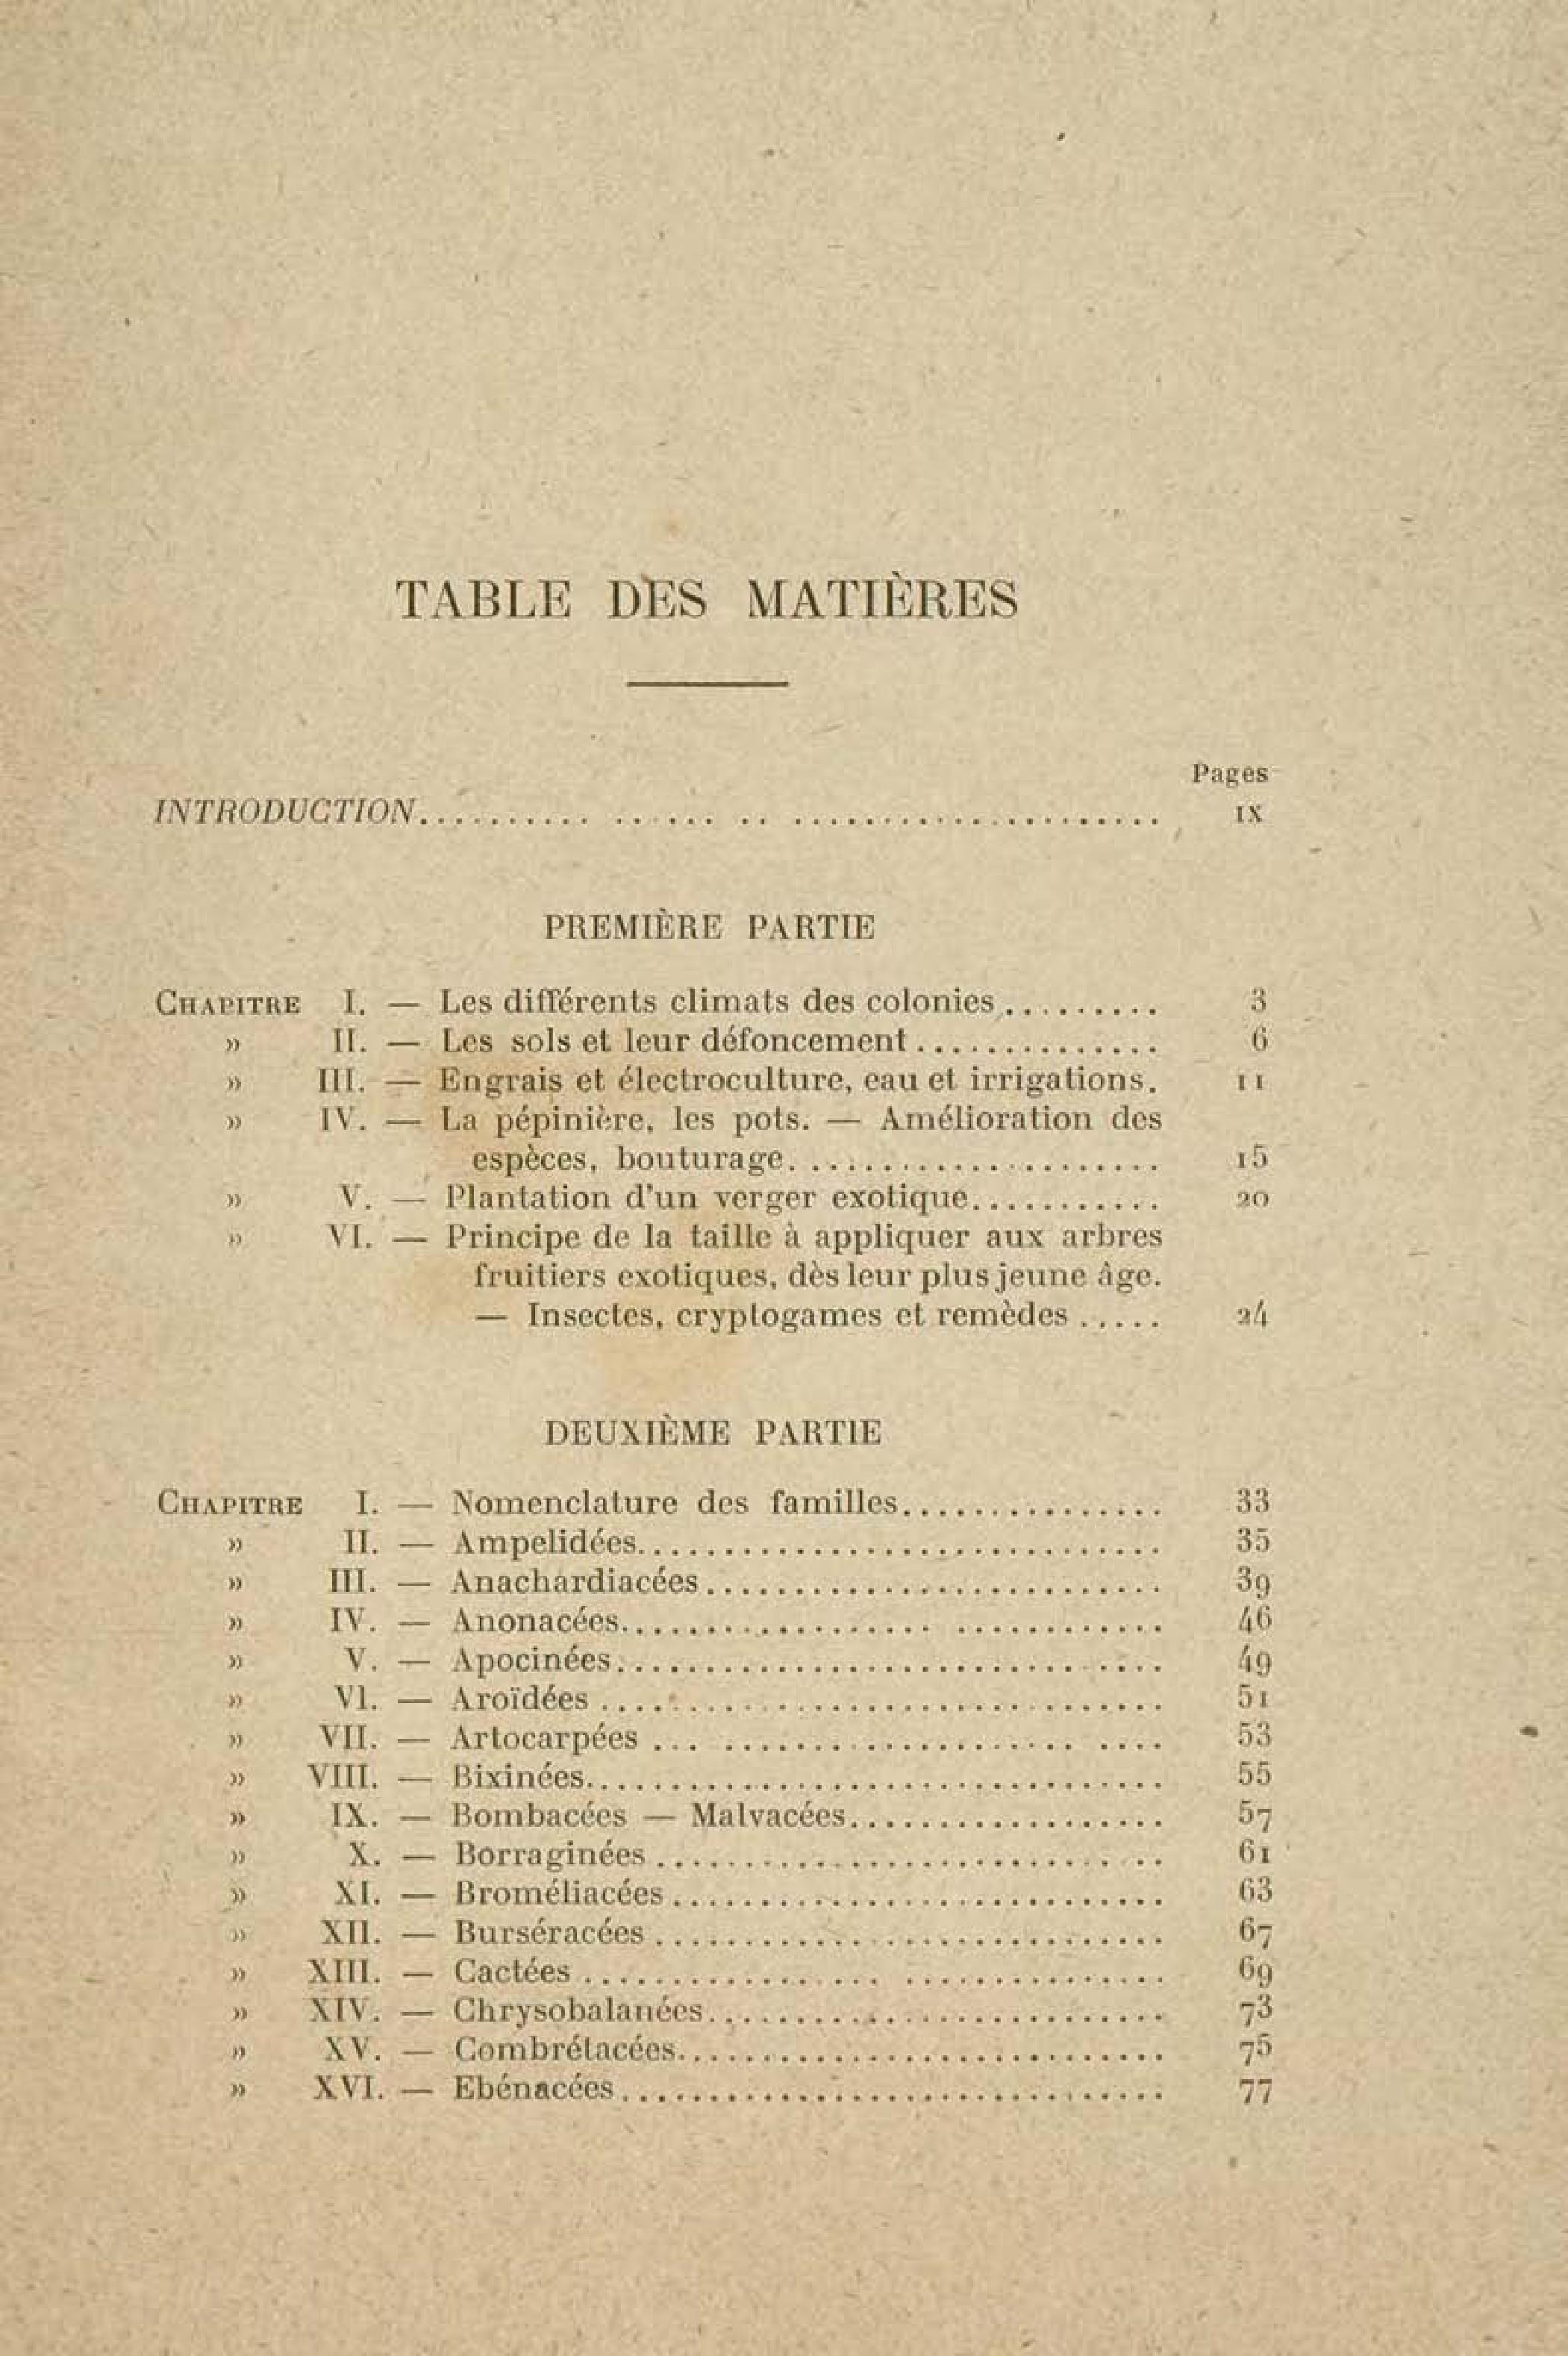 TABLE DES MATIÈRES
Pages
INTRODUCTION.......... ...... .. ..................... IX
PREMIÈRE PARTIE
CHAPITRE I. — Les différents climats des colonies......... 3
» II. — Les sols et leur défoncement.............. 6
» III. — Engrais et électroculture, eau et irrigations. 11
» IV. — La pépinière, les pots. — Amélioration des
espèces, bouturage...................... 15
» V. — Plantation d'un verger exotique........... 20
» VI. — Principe de la taille à appliquer aux arbres
fruitiers exotiques, dès leur plus jeune âge.
— Insectes, cryptogames et remèdes ..... 24
DEUXIÈME PARTIE
CHAPITRE I. — Nomenclature des familles............... 33
» II. — Ampelidées.............................. 35
» III. — Anachardiacées.......................... 39
» IV. — Anonacées.................. ............ 46
» V. — Apocinées............................... 49
» VI. — Aroïdées ................................ 51
» VII. — Artocarpées ... .................... .... 53
» VIII. — Bixinées................................. 55
» IX. — Bombacées — Malvacées.................. 57
» X. — Borraginées ............................. 61
» XI. — Broméliacées ............................ 63
» XII. — Burséracées ............................. 67
» XIII. — Cactées ................. ............... 69
» XIV. — Chrysobalanées.......................... 73
» XV. — Combrétacées............................ 75
» XVI. — Ebénacées............................... 77